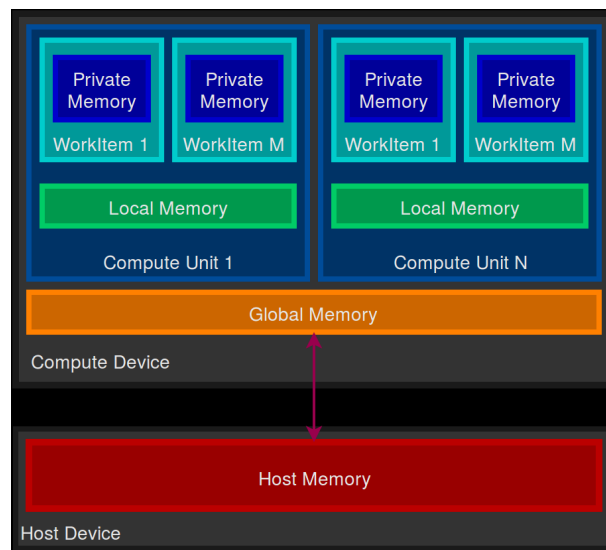 Private
Memory
Private
Memory
Private
Memory
Private
Memory
WorkItem 1
WorkItem M
WorkItem 1
WorkItem M
Local Memory
Local Memory
Compute Unit 1
Compute Unit N
Global Memory
Compute Device
Host Memory
Host Device